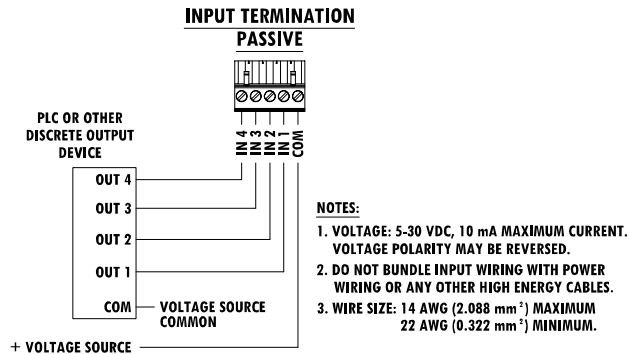 INPUT TERMINATION
PASSIVE
PLC OR OTHER
DISCRETE OUTPUT
DEVICE
IN 4
IN 3
IN 2
IN 1
COM
OUT 4
OUT 3
OUT 2
OUT 1
COM
VOLTAGE SOURCE
COMMON
+ VOLTAGE SOURCE
NOTES:
1. VOLTAGE: 5-30 VDC, 10 mA MAXIMUM CURRENT.
VOLTAGE POLARITY MAY BE REVERSED.
2. DO NOT BUNDLE INPUT WIRING WITH POWER
WIRING OR ANY OTHER HIGH ENERGY CABLES.
3. WIRE SIZE: 14 AWG (2.088 mm²) MAXIMUM
22 AWG (0.322 mm²) MINIMUM.